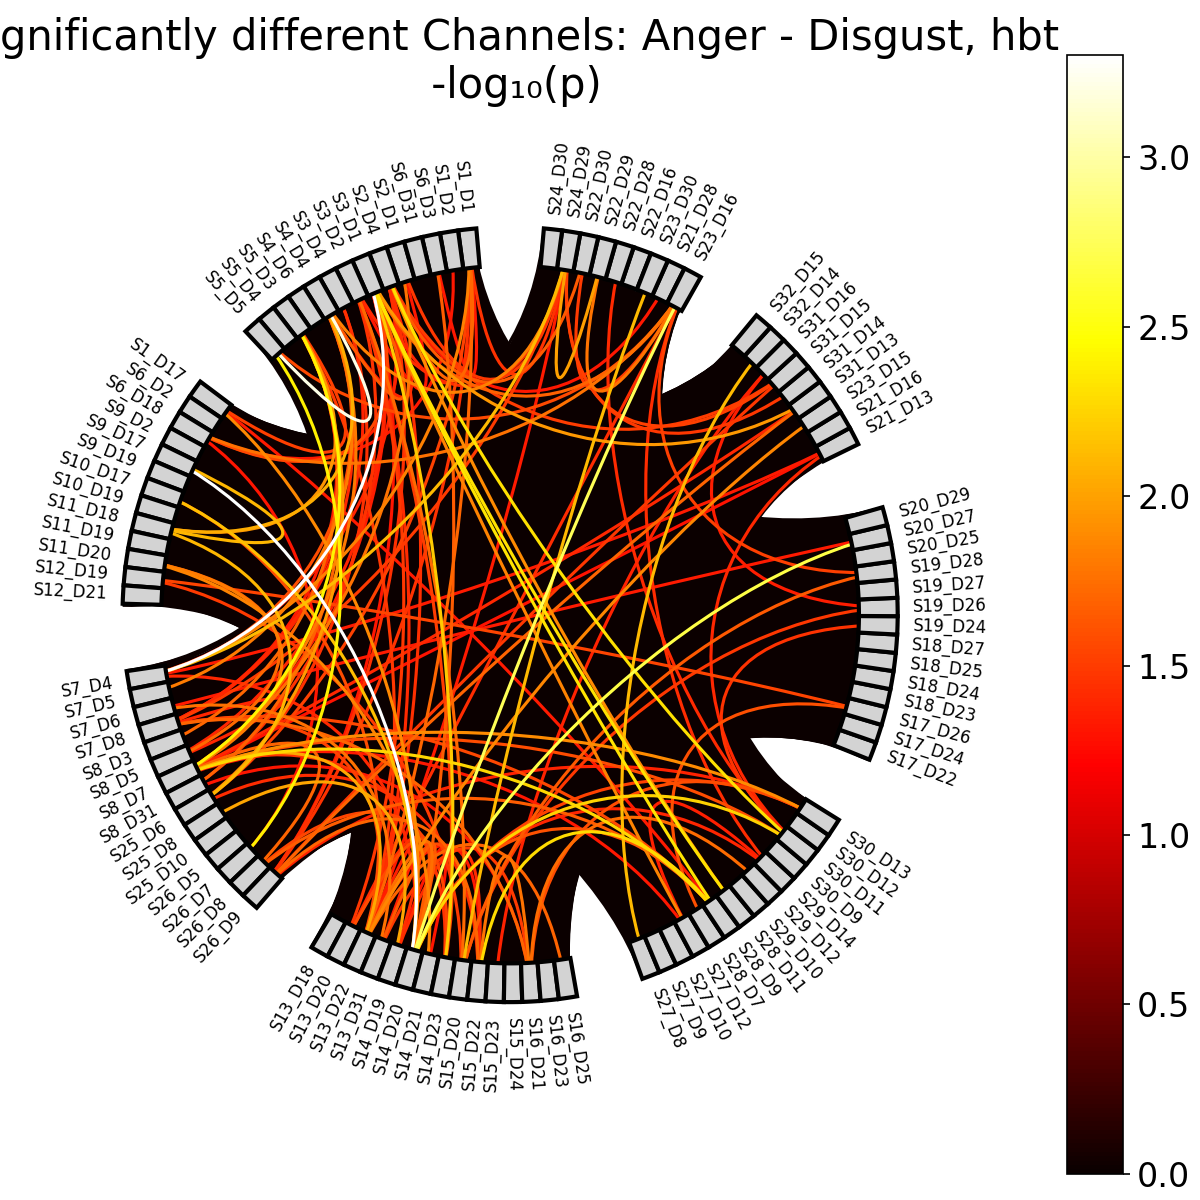 gnificantly different Channels: Anger - Disgust, hbt
-log₁₀(p)
S1_D1
S1_D2
S6_D3
S6_D31
S2_D1
S2_D4
S3_D1
S3_D2
S3_D4
S4_D4
S4_D6
S5_D3
S5_D4
S5_D5
S1_D17
S6_D2
S6_D18
S9_D2
S9_D17
S9_D19
S10_D17
S10_D19
S11_D18
S11_D19
S11_D20
S12_D19
S12_D21
S7_D4
S7_D5
S7_D6
S7_D8
S8_D3
S8_D5
S8_D7
S8_D31
S25_D6
S25_D8
S25_D10
S26_D5
S26_D7
S26_D8
S26_D9
S13_D18
S13_D20
S13_D22
S13_D31
S14_D19
S14_D20
S14_D21
S14_D23
S15_D20
S15_D22
S15_D23
S15_D24
S16_D21
S16_D23
S16_D25
S27_D8
S27_D9
S27_D10
S27_D12
S28_D7
S28_D9
S28_D11
S29_D10
S29_D12
S29_D14
S30_D9
S30_D11
S30_D12
S30_D13
S17_D22
S17_D24
S17_D26
S18_D23
S18_D24
S18_D25
S18_D27
S19_D24
S19_D26
S19_D27
S19_D28
S20_D25
S20_D27
S20_D29
S21_D13
S21_D16
S23_D15
S31_D13
S31_D14
S31_D15
S31_D16
S32_D14
S32_D15
S23_D16
S21_D28
S23_D30
S22_D16
S22_D28
S22_D29
S22_D30
S24_D29
S24_D30
3.0
2.5
2.0
1.5
1.0
0.5
0.0